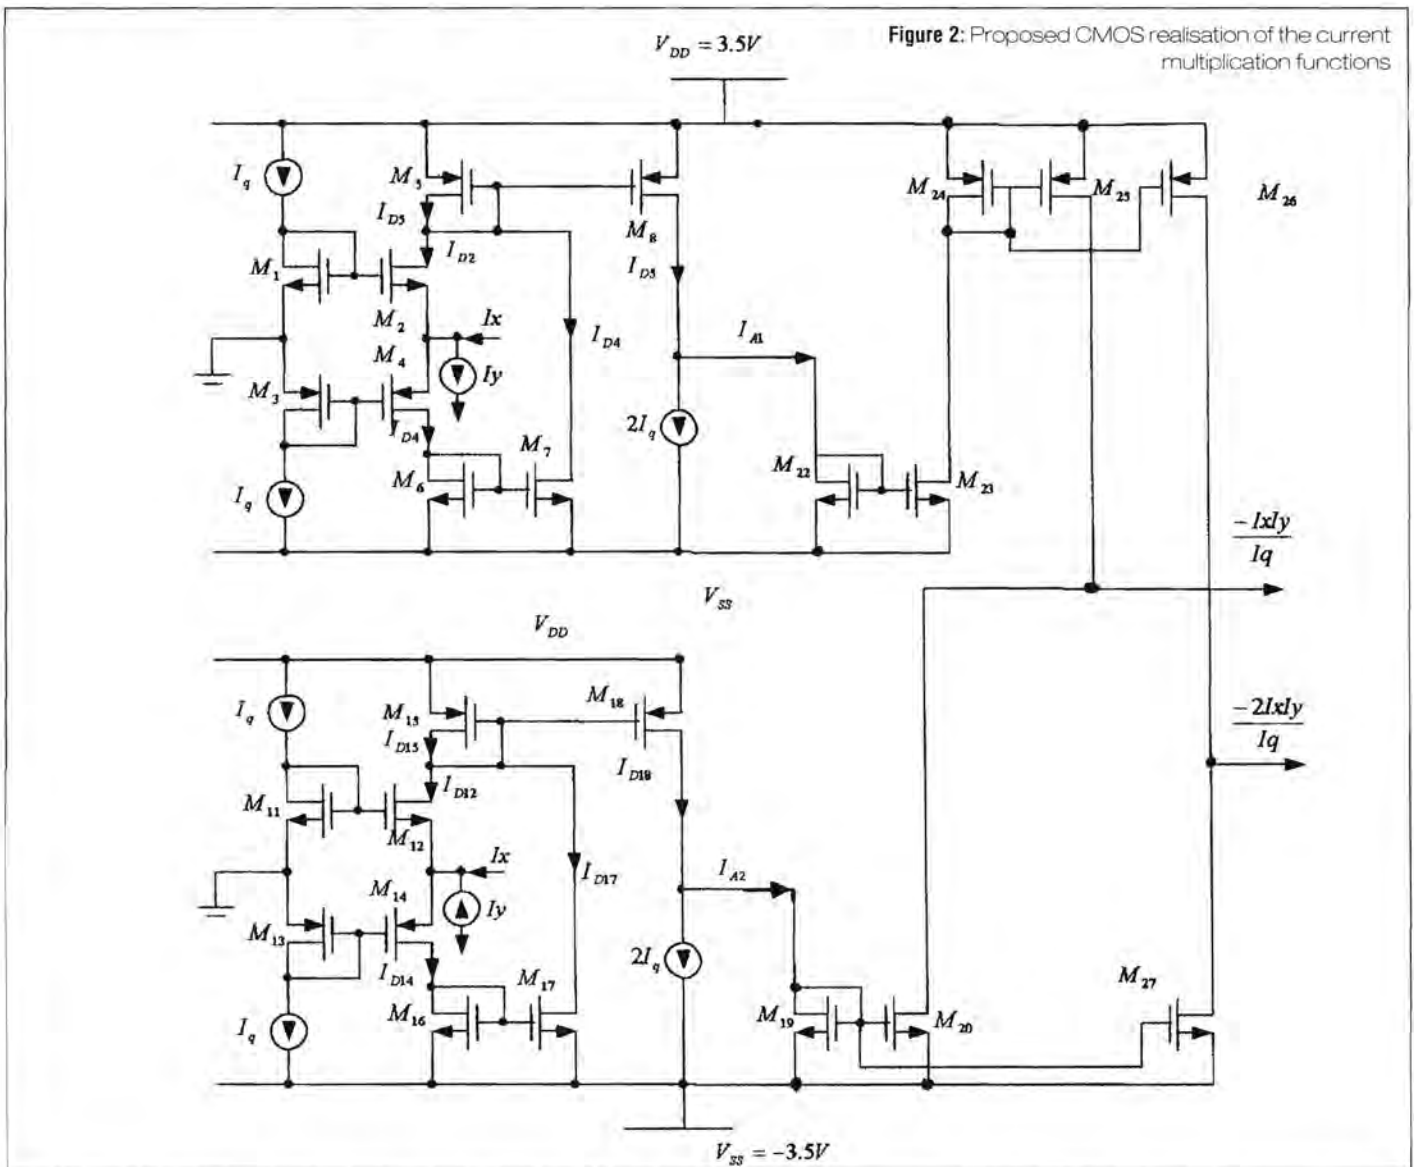 Figure 2: Proposed CMOS realisation of the current
multiplication functions
V_DD = 3.5V
I_q
M_5
I_D5
I_D2
M_8
I_D5
M_24
M_25
M_26
M_1
M_2
Ix
I_D4
I_A1
M_4
Iy
M_3
I_D4
2I_q
M_7
M_6
I_q
M_22
M_23
-IxIy
Iq
V_SS
V_DD
I_q
M_15
M_18
I_D15
I_D18
-2IxIy
Iq
I_D12
M_11
M_12
Ix
I_D17
I_A2
M_14
Iy
M_13
I_D14
2I_q
M_17
M_16
I_q
M_19
M_20
M_27
V_SS = -3.5V